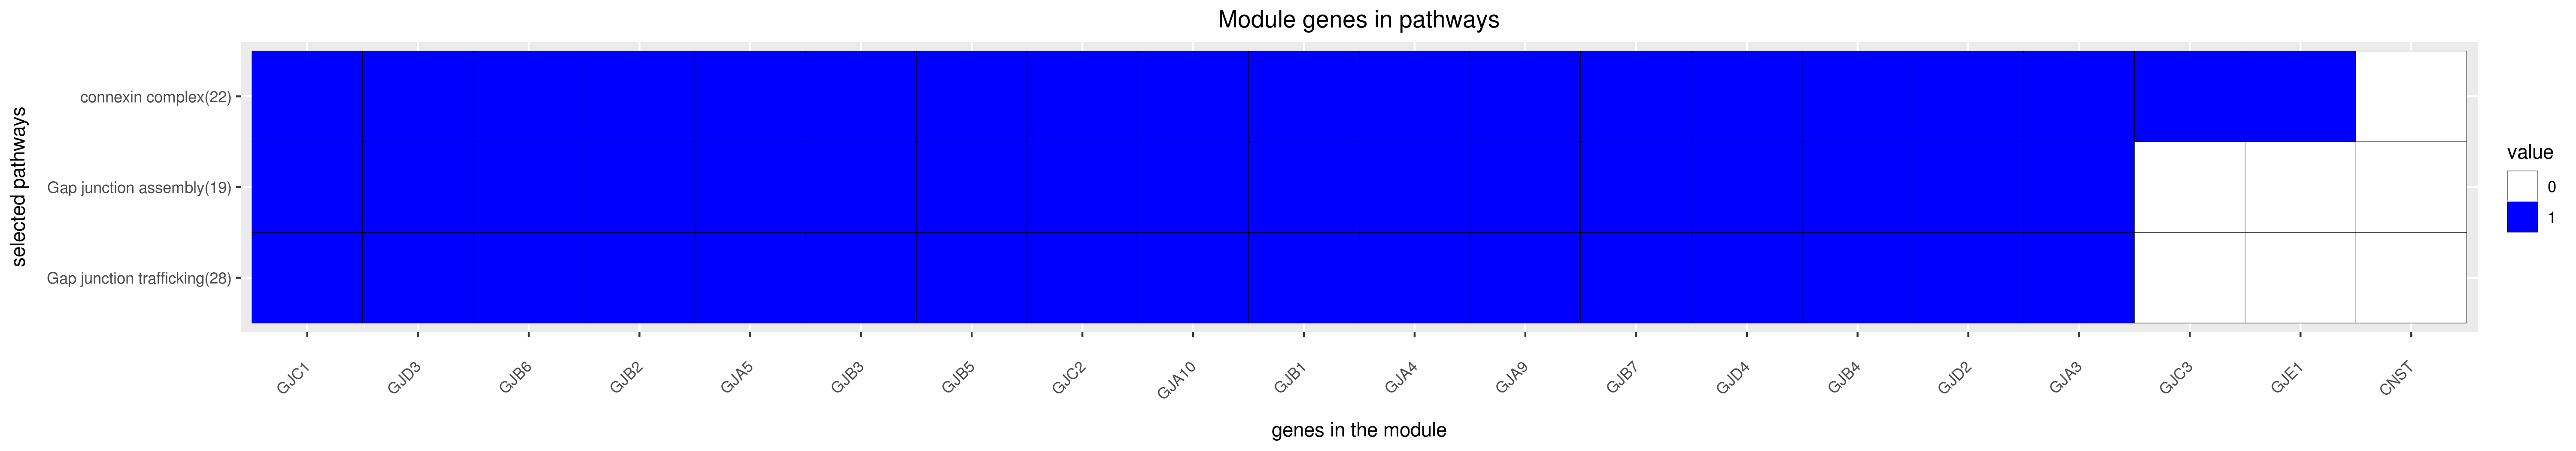 Module genes in pathways
selected pathways
connexin complex(22)
Gap junction assembly(19)
Gap junction trafficking(28)
GJC1 GJD3 GJB6 GJB2 GJA5 GJB3 GJB5 GJC2 GJA10 GJB1 GJA4 GJA9 GJB7 GJD4 GJB4 GJD2 GJA3 GJC3 GJE1 CNST
genes in the module
value
0
1